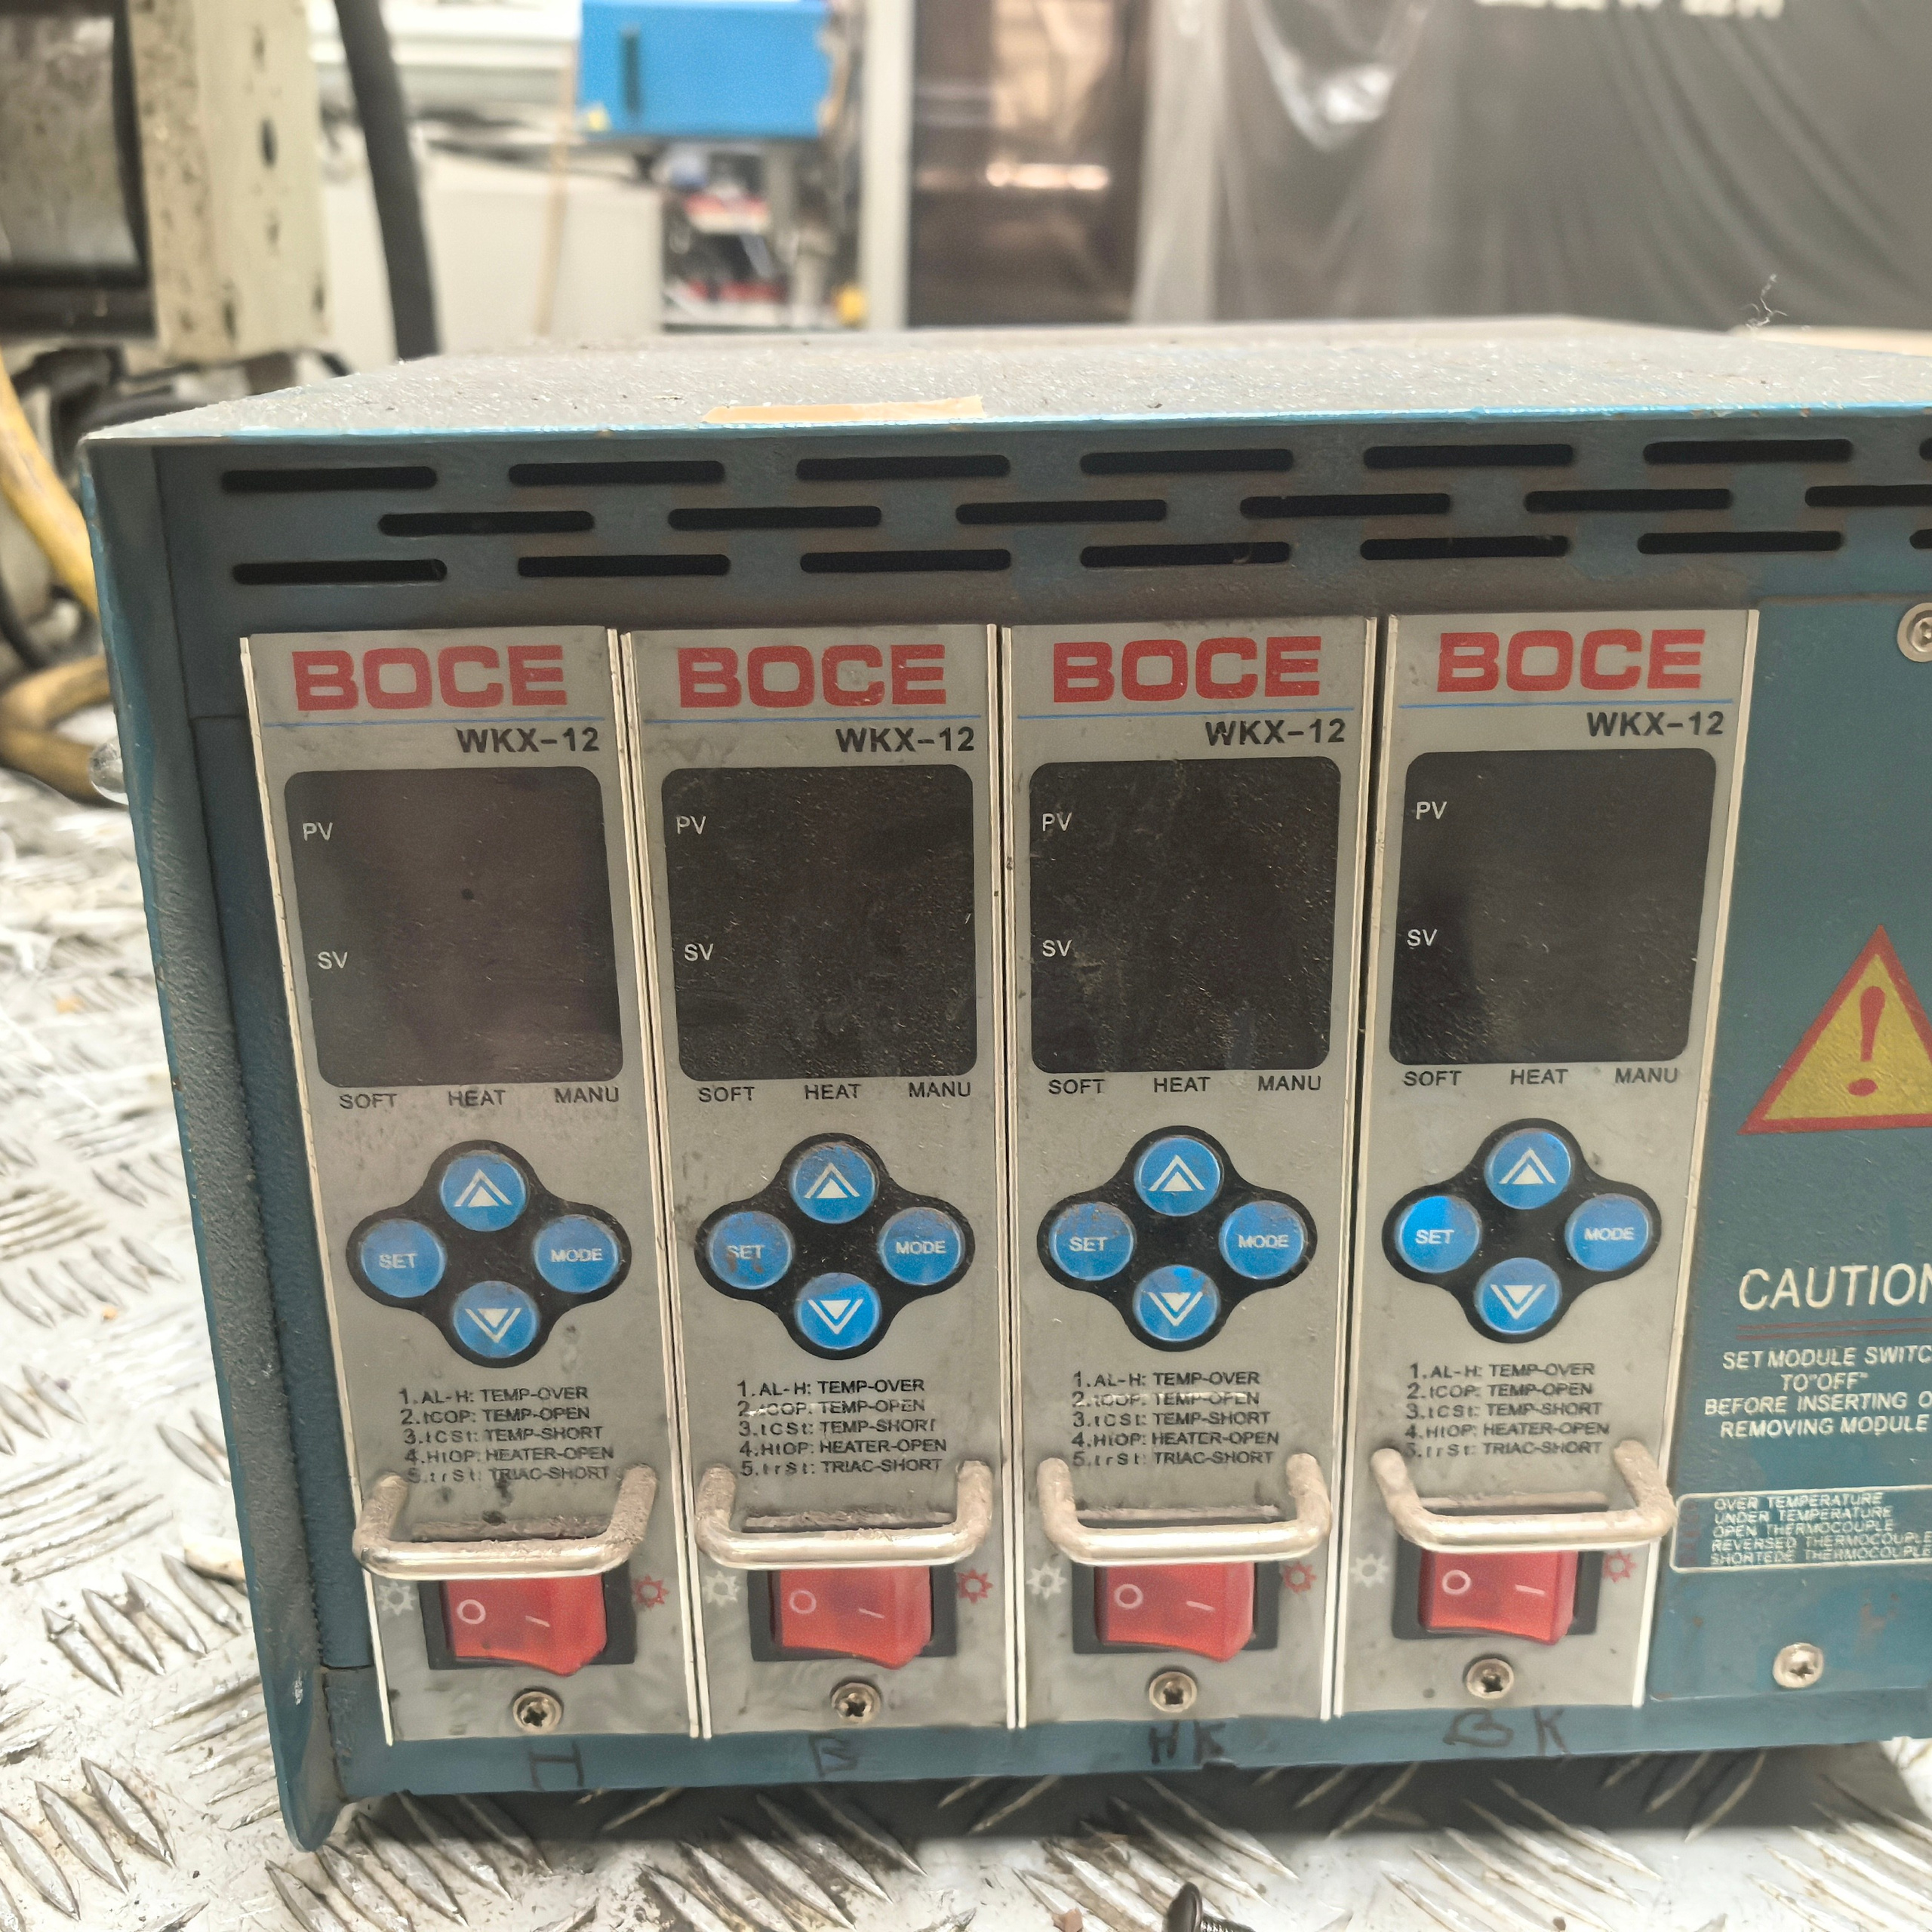 BOCE
WKX-12
PV
SV
SOFT HEAT MANU
SET
MODE
1.AL-H: TEMP-OVER
2.tCOP: TEMP-OPEN
3.tCSt: TEMP-SHORT
4.HtOP: HEATER-OPEN
5.trSt: TRIAC-SHORT
O –
BOCE
WKX-12
PV
SV
SOFT HEAT MANU
SET
MODE
1.AL-H: TEMP-OVER
2.tCOP: TEMP-OPEN
3.tCSt: TEMP-SHORT
4.HtOP: HEATER-OPEN
5.trSt: TRIAC-SHORT
O –
BOCE
WKX-12
PV
SV
SOFT HEAT MANU
SET
MODE
1.AL-H: TEMP-OVER
2.tCOP: TEMP-OPEN
3.tCSt: TEMP-SHORT
4.HtOP: HEATER-OPEN
5.trSt: TRIAC-SHORT
O –
HK
BOCE
WKX-12
PV
SV
SOFT HEAT MANU
SET
MODE
1.AL-H: TEMP-OVER
2.tCOP: TEMP-OPEN
3.tCSt: TEMP-SHORT
4.HtOP: HEATER-OPEN
5.trSt: TRIAC-SHORT
O –
BK
CAUTION
SET MODULE SWITC
TO"OFF"
BEFORE INSERTING O
REMOVING MODULE
OVER TEMPERATURE
UNDER TEMPERATURE
OPEN THERMOCOUPLE
REVERSED THERMOCOUPLE
SHORTEDE THERMOCOUPLE